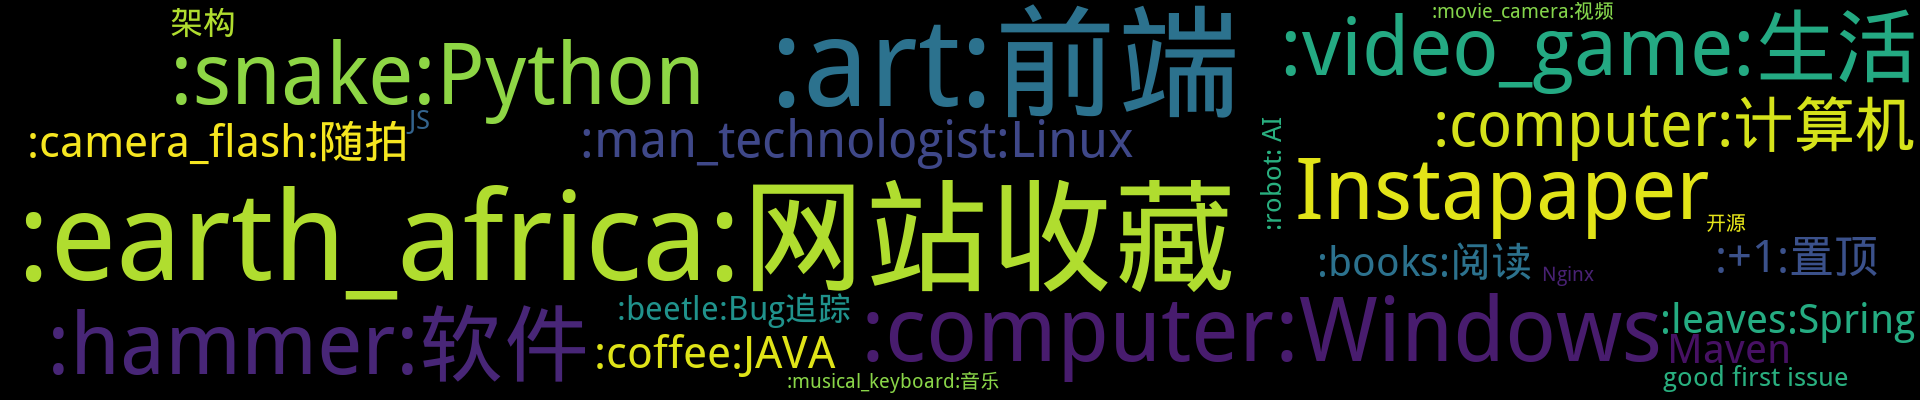 架构
:snake:Python
:art:前端
:movie_camera:视频
:video_game:生活
:camera_flash:随拍
JS
:man_technologist:Linux
:robot: AI
:computer:计算机
Instapaper
开源
:earth_africa:网站收藏
:books:阅读
Nginx
:+1:置顶
:hammer:软件
:beetle:Bug追踪
:coffee:JAVA
:musical_keyboard:音乐
:computer:Windows
:leaves:Spring
Maven
good first issue